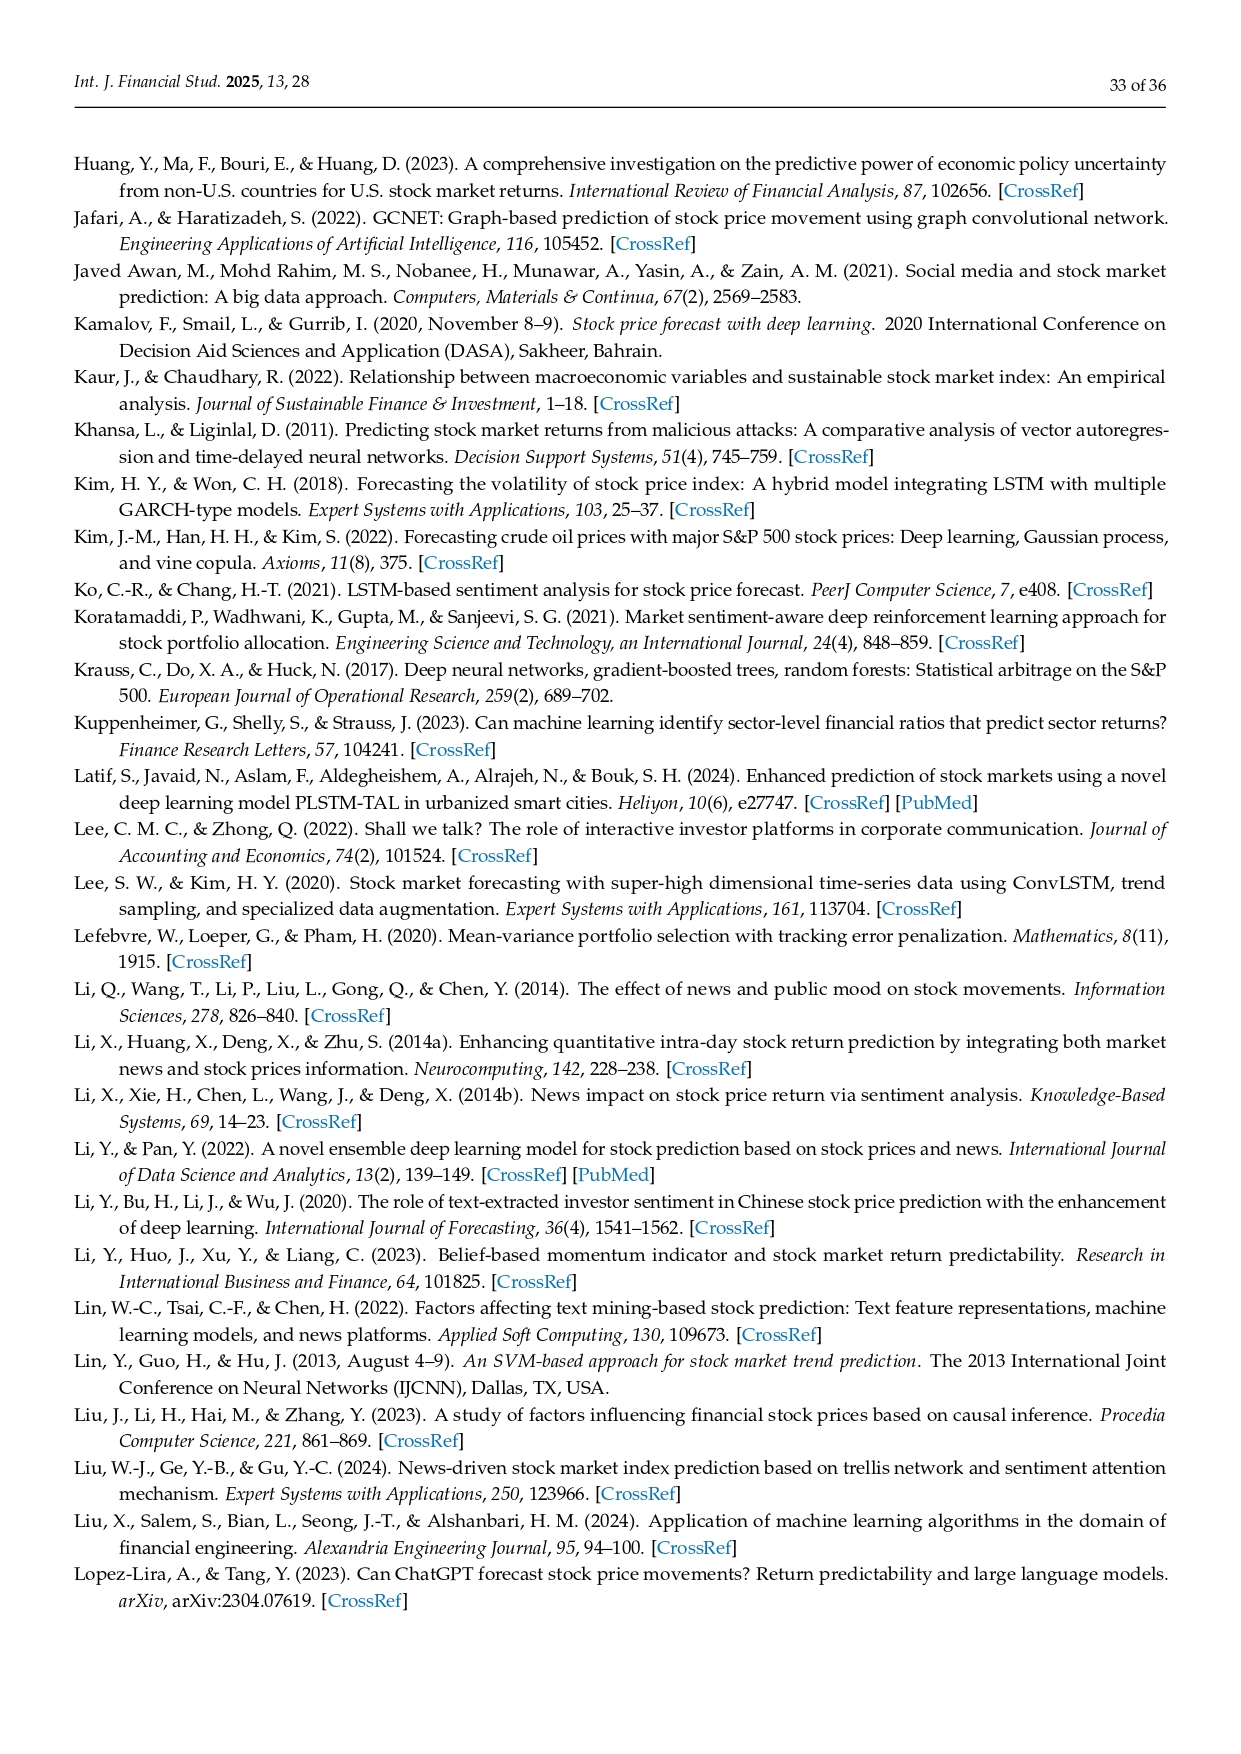 Int. J. Financial Stud. 2025, 13, 28
33 of 36
Huang, Y., Ma, F., Bouri, E., & Huang, D. (2023). A comprehensive investigation on the predictive power of economic policy uncertainty
from non-U.S. countries for U.S. stock market returns. International Review of Financial Analysis, 87, 102656. [CrossRef]
Jafari, A., & Haratizadeh, S. (2022). GCNET: Graph-based prediction of stock price movement using graph convolutional network.
Engineering Applications of Artificial Intelligence, 116, 105452. [CrossRef]
Javed Awan, M., Mohd Rahim, M. S., Nobanee, H., Munawar, A., Yasin, A., & Zain, A. M. (2021). Social media and stock market
prediction: A big data approach. Computers, Materials & Continua, 67(2), 2569–2583.
Kamalov, F., Smail, L., & Gurrib, I. (2020, November 8–9). Stock price forecast with deep learning. 2020 International Conference on
Decision Aid Sciences and Application (DASA), Sakheer, Bahrain.
Kaur, J., & Chaudhary, R. (2022). Relationship between macroeconomic variables and sustainable stock market index: An empirical
analysis. Journal of Sustainable Finance & Investment, 1–18. [CrossRef]
Khansa, L., & Liginlal, D. (2011). Predicting stock market returns from malicious attacks: A comparative analysis of vector autoregres-
sion and time-delayed neural networks. Decision Support Systems, 51(4), 745–759. [CrossRef]
Kim, H. Y., & Won, C. H. (2018). Forecasting the volatility of stock price index: A hybrid model integrating LSTM with multiple
GARCH-type models. Expert Systems with Applications, 103, 25–37. [CrossRef]
Kim, J.-M., Han, H. H., & Kim, S. (2022). Forecasting crude oil prices with major S&P 500 stock prices: Deep learning, Gaussian process,
and vine copula. Axioms, 11(8), 375. [CrossRef]
Ko, C.-R., & Chang, H.-T. (2021). LSTM-based sentiment analysis for stock price forecast. PeerJ Computer Science, 7, e408. [CrossRef]
Koratamaddi, P., Wadhwani, K., Gupta, M., & Sanjeevi, S. G. (2021). Market sentiment-aware deep reinforcement learning approach for
stock portfolio allocation. Engineering Science and Technology, an International Journal, 24(4), 848–859. [CrossRef]
Krauss, C., Do, X. A., & Huck, N. (2017). Deep neural networks, gradient-boosted trees, random forests: Statistical arbitrage on the S&P
500. European Journal of Operational Research, 259(2), 689–702.
Kuppenheimer, G., Shelly, S., & Strauss, J. (2023). Can machine learning identify sector-level financial ratios that predict sector returns?
Finance Research Letters, 57, 104241. [CrossRef]
Latif, S., Javaid, N., Aslam, F., Aldegheishem, A., Alrajeh, N., & Bouk, S. H. (2024). Enhanced prediction of stock markets using a novel
deep learning model PLSTM-TAL in urbanized smart cities. Heliyon, 10(6), e27747. [CrossRef] [PubMed]
Lee, C. M. C., & Zhong, Q. (2022). Shall we talk? The role of interactive investor platforms in corporate communication. Journal of
Accounting and Economics, 74(2), 101524. [CrossRef]
Lee, S. W., & Kim, H. Y. (2020). Stock market forecasting with super-high dimensional time-series data using ConvLSTM, trend
sampling, and specialized data augmentation. Expert Systems with Applications, 161, 113704. [CrossRef]
Lefebvre, W., Loeper, G., & Pham, H. (2020). Mean-variance portfolio selection with tracking error penalization. Mathematics, 8(11),
1915. [CrossRef]
Li, Q., Wang, T., Li, P., Liu, L., Gong, Q., & Chen, Y. (2014). The effect of news and public mood on stock movements. Information
Sciences, 278, 826–840. [CrossRef]
Li, X., Huang, X., Deng, X., & Zhu, S. (2014a). Enhancing quantitative intra-day stock return prediction by integrating both market
news and stock prices information. Neurocomputing, 142, 228–238. [CrossRef]
Li, X., Xie, H., Chen, L., Wang, J., & Deng, X. (2014b). News impact on stock price return via sentiment analysis. Knowledge-Based
Systems, 69, 14–23. [CrossRef]
Li, Y., & Pan, Y. (2022). A novel ensemble deep learning model for stock prediction based on stock prices and news. International Journal
of Data Science and Analytics, 13(2), 139–149. [CrossRef] [PubMed]
Li, Y., Bu, H., Li, J., & Wu, J. (2020). The role of text-extracted investor sentiment in Chinese stock price prediction with the enhancement
of deep learning. International Journal of Forecasting, 36(4), 1541–1562. [CrossRef]
Li, Y., Huo, J., Xu, Y., & Liang, C. (2023). Belief-based momentum indicator and stock market return predictability. Research in
International Business and Finance, 64, 101825. [CrossRef]
Lin, W.-C., Tsai, C.-F., & Chen, H. (2022). Factors affecting text mining-based stock prediction: Text feature representations, machine
learning models, and news platforms. Applied Soft Computing, 130, 109673. [CrossRef]
Lin, Y., Guo, H., & Hu, J. (2013, August 4–9). An SVM-based approach for stock market trend prediction. The 2013 International Joint
Conference on Neural Networks (IJCNN), Dallas, TX, USA.
Liu, J., Li, H., Hai, M., & Zhang, Y. (2023). A study of factors influencing financial stock prices based on causal inference. Procedia
Computer Science, 221, 861–869. [CrossRef]
Liu, W.-J., Ge, Y.-B., & Gu, Y.-C. (2024). News-driven stock market index prediction based on trellis network and sentiment attention
mechanism. Expert Systems with Applications, 250, 123966. [CrossRef]
Liu, X., Salem, S., Bian, L., Seong, J.-T., & Alshanbari, H. M. (2024). Application of machine learning algorithms in the domain of
financial engineering. Alexandria Engineering Journal, 95, 94–100. [CrossRef]
Lopez-Lira, A., & Tang, Y. (2023). Can ChatGPT forecast stock price movements? Return predictability and large language models.
arXiv, arXiv:2304.07619. [CrossRef]